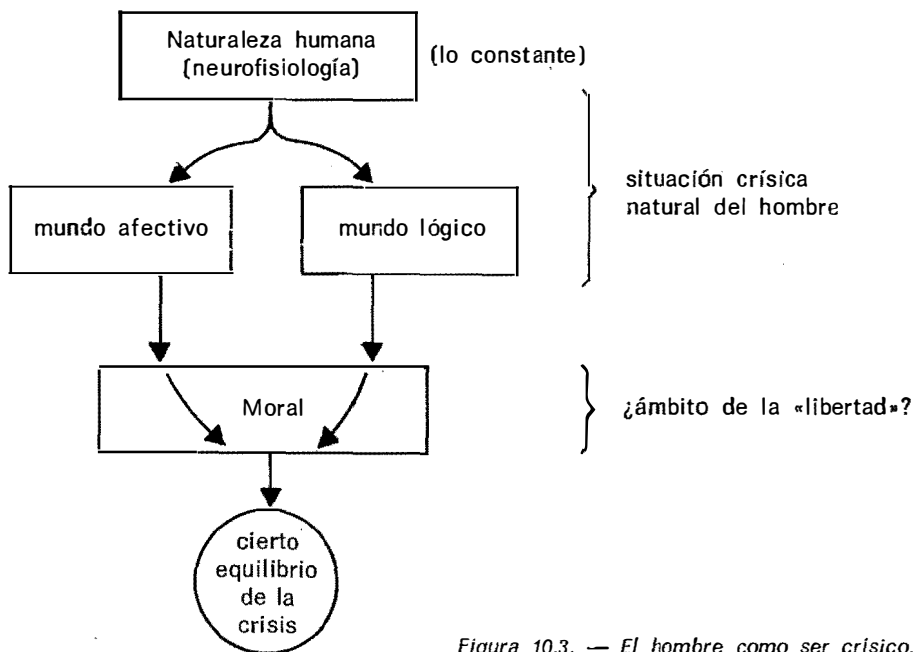 Naturaleza humana
(neurofisiología)
(lo constante)
situación crísica
natural del hombre
mundo afectivo
mundo lógico
Moral
¿ámbito de la «libertad»?
cierto
equilibrio
de la
crisis
Figura 10.3. — El hombre como ser crísico.